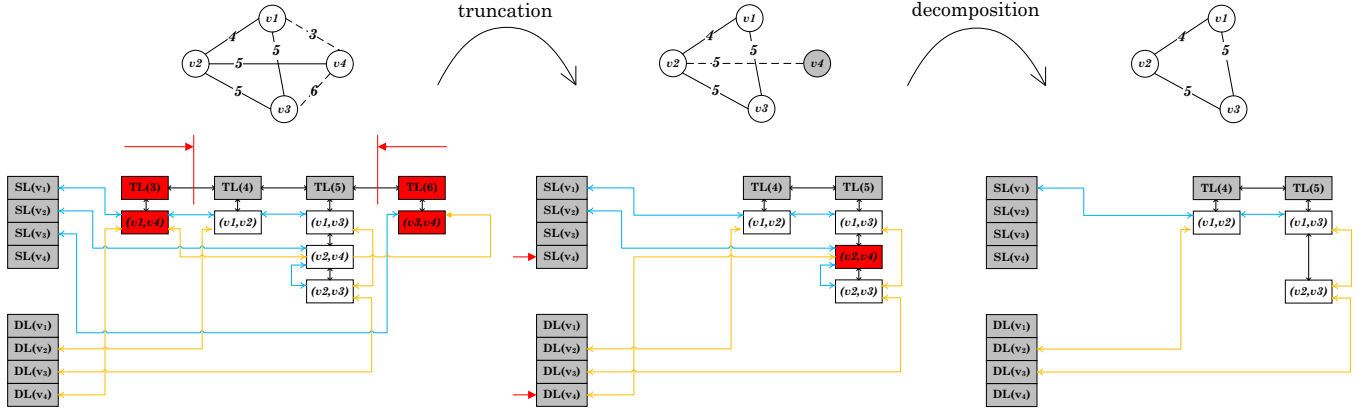 truncation
decomposition
v1
v2
v4
v3
4
3
5
5
5
6
v1
v2
v4
v3
4
5
5
5
v1
v2
v3
4
5
5
SL(v₁)
SL(v₂)
SL(v₃)
SL(v₄)
TL(3)
TL(4)
TL(5)
TL(6)
(v1,v4)
(v1,v2)
(v1,v3)
(v3,v4)
(v2,v4)
(v2,v3)
DL(v₁)
DL(v₂)
DL(v₃)
DL(v₄)
SL(v₁)
SL(v₂)
SL(v₃)
SL(v₄)
TL(4)
TL(5)
(v1,v2)
(v1,v3)
(v2,v4)
(v2,v3)
DL(v₁)
DL(v₂)
DL(v₃)
DL(v₄)
SL(v₁)
SL(v₂)
SL(v₃)
SL(v₄)
TL(4)
TL(5)
(v1,v2)
(v1,v3)
(v2,v3)
DL(v₁)
DL(v₂)
DL(v₃)
DL(v₄)